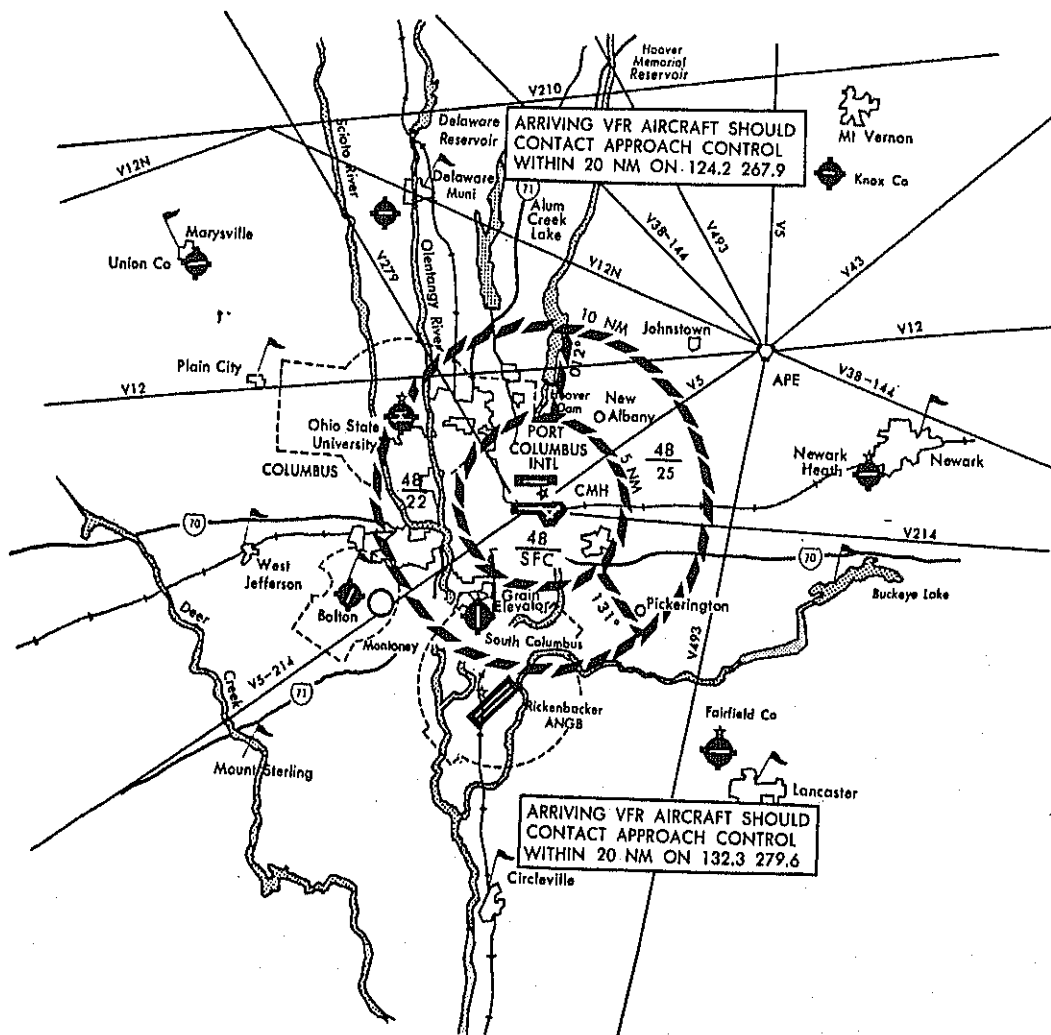 Hoover
Memorial
Reservoir
V210
Delaware
Reservoir
ARRIVING VFR AIRCRAFT SHOULD
CONTACT APPROACH CONTROL
WITHIN 20 NM ON 124.2 267.9
Mt Vernon
Knox Co
Scioto River
V12N
Delaware
Muni
71
Alum
Creek
Lake
Marysville
Union Co
V279
Olentangy River
V12N
V38-144
V493
V5
V43
10 NM
Johnstown
V12
012°
Plain City
V12
APE
V5
V38-144
Hoover
Dam
New
Albany
Ohio State
University
PORT
COLUMBUS
INTL
5 NM
48
25
Newark
Heath
Newark
COLUMBUS
48
22
CMH
V214
70
48
SFC
70
West
Jefferson
Bolton
Grain
Elevator
131°
Pickerington
Buckeye Lake
South Columbus
Deer
Creek
V5-214
71
V493
Rickenbacker
ANGB
Fairfield Co
Mount Sterling
Lancaster
ARRIVING VFR AIRCRAFT SHOULD
CONTACT APPROACH CONTROL
WITHIN 20 NM ON 132.3 279.6
Circleville